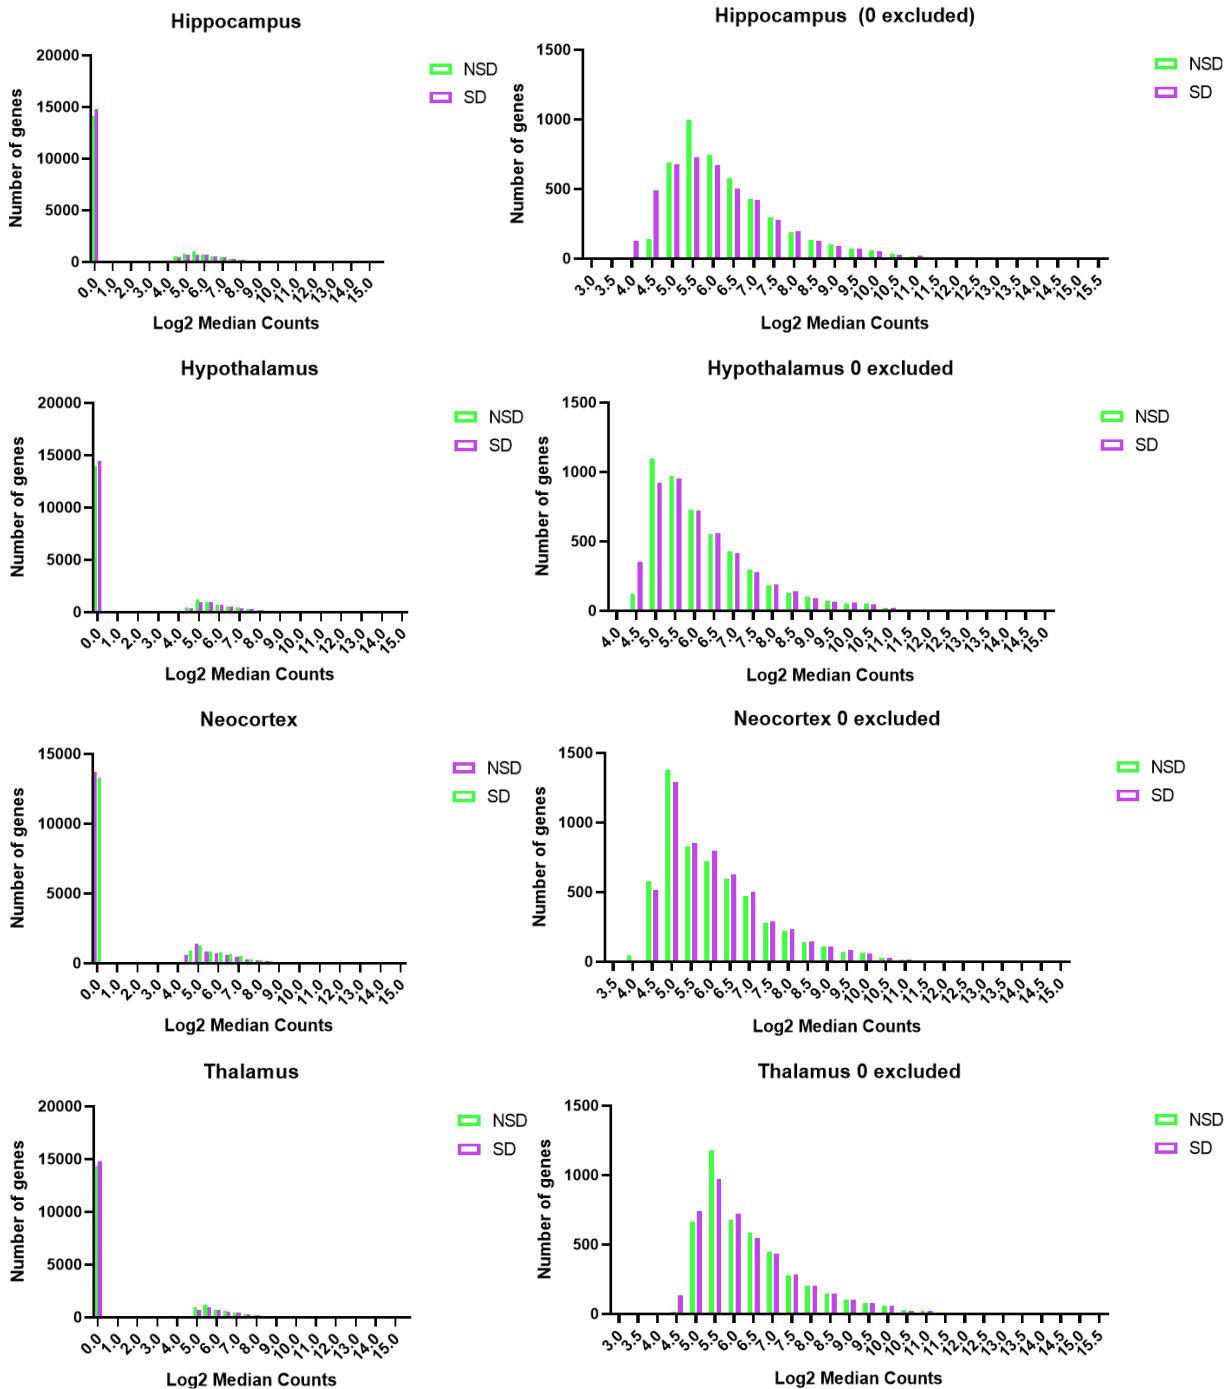 Hippocampus
20000
15000
10000
5000
0
Number of genes
0.0 1.0 2.0 3.0 4.0 5.0 6.0 7.0 8.0 9.0 10.0 11.0 12.0 13.0 14.0 15.0
Log2 Median Counts
NSD
SD
Hippocampus (0 excluded)
1500
1000
500
0
Number of genes
3.0 3.5 4.0 4.5 5.0 5.5 6.0 6.5 7.0 7.5 8.0 8.5 9.0 9.5 10.0 10.5 11.0 11.5 12.0 12.5 13.0 13.5 14.0 14.5 15.0 15.5
Log2 Median Counts
NSD
SD
Hypothalamus
20000
15000
10000
5000
0
Number of genes
0.0 1.0 2.0 3.0 4.0 5.0 6.0 7.0 8.0 9.0 10.0 11.0 12.0 13.0 14.0 15.0
Log2 Median Counts
NSD
SD
Hypothalamus 0 excluded
1500
1000
500
0
Number of genes
4.0 4.5 5.0 5.5 6.0 6.5 7.0 7.5 8.0 8.5 9.0 9.5 10.0 10.5 11.0 11.5 12.0 12.5 13.0 13.5 14.0 14.5 15.0
Log2 Median Counts
NSD
SD
Neocortex
15000
10000
5000
0
Number of genes
0.0 1.0 2.0 3.0 4.0 5.0 6.0 7.0 8.0 9.0 10.0 11.0 12.0 13.0 14.0 15.0
Log2 Median Counts
NSD
SD
Neocortex 0 excluded
1500
1000
500
0
Number of genes
3.5 4.0 4.5 5.0 5.5 6.0 6.5 7.0 7.5 8.0 8.5 9.0 9.5 10.0 10.5 11.0 11.5 12.0 12.5 13.0 13.5 14.0 14.5 15.0
Log2 Median Counts
NSD
SD
Thalamus
20000
15000
10000
5000
0
Number of genes
0.0 1.0 2.0 3.0 4.0 5.0 6.0 7.0 8.0 9.0 10.0 11.0 12.0 13.0 14.0 15.0
Log2 Median Counts
NSD
SD
Thalamus 0 excluded
1500
1000
500
0
Number of genes
3.0 3.5 4.0 4.5 5.0 5.5 6.0 6.5 7.0 7.5 8.0 8.5 9.0 9.5 10.0 10.5 11.0 11.5 12.0 12.5 13.0 13.5 14.0 14.5 15.0 15.5
Log2 Median Counts
NSD
SD